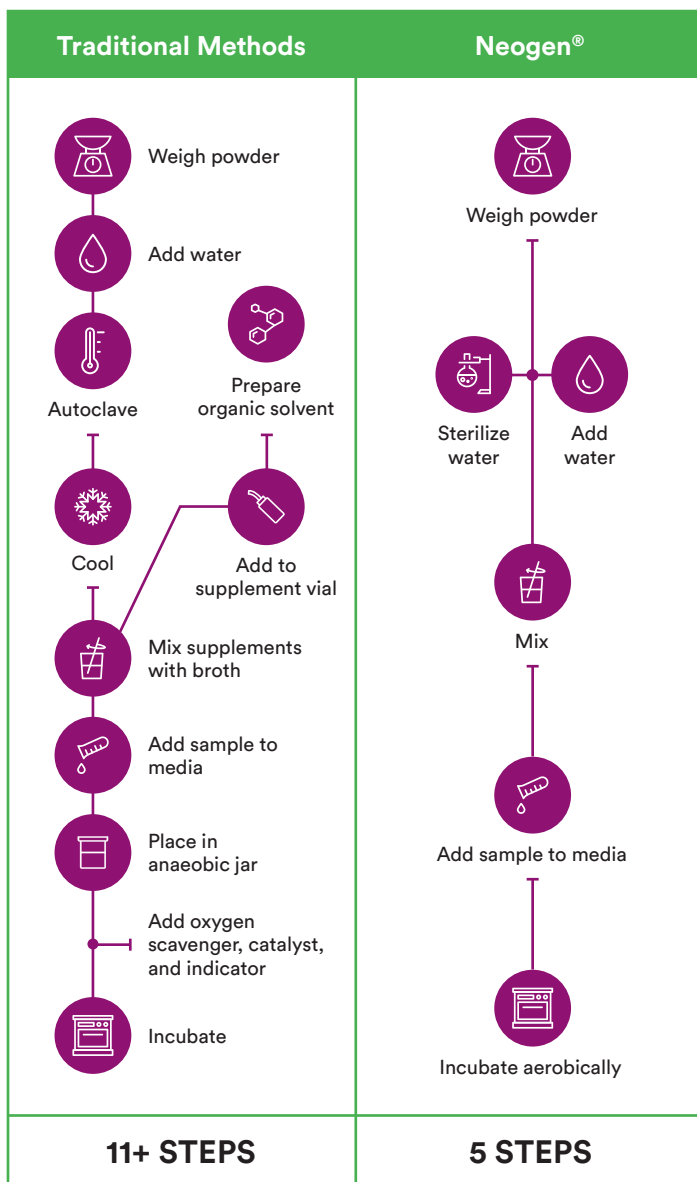 Traditional Methods
Weigh powder
Add water
Autoclave
Prepare
organic solvent
Cool
Add to
supplement vial
Mix supplements
with broth
Add sample to
media
Place in
anaeobic jar
Add oxygen
scavenger, catalyst,
and indicator
Incubate
11+ STEPS
Neogen®
Weigh powder
Sterilize
water
Add
water
Mix
Add sample to media
Incubate aerobically
5 STEPS